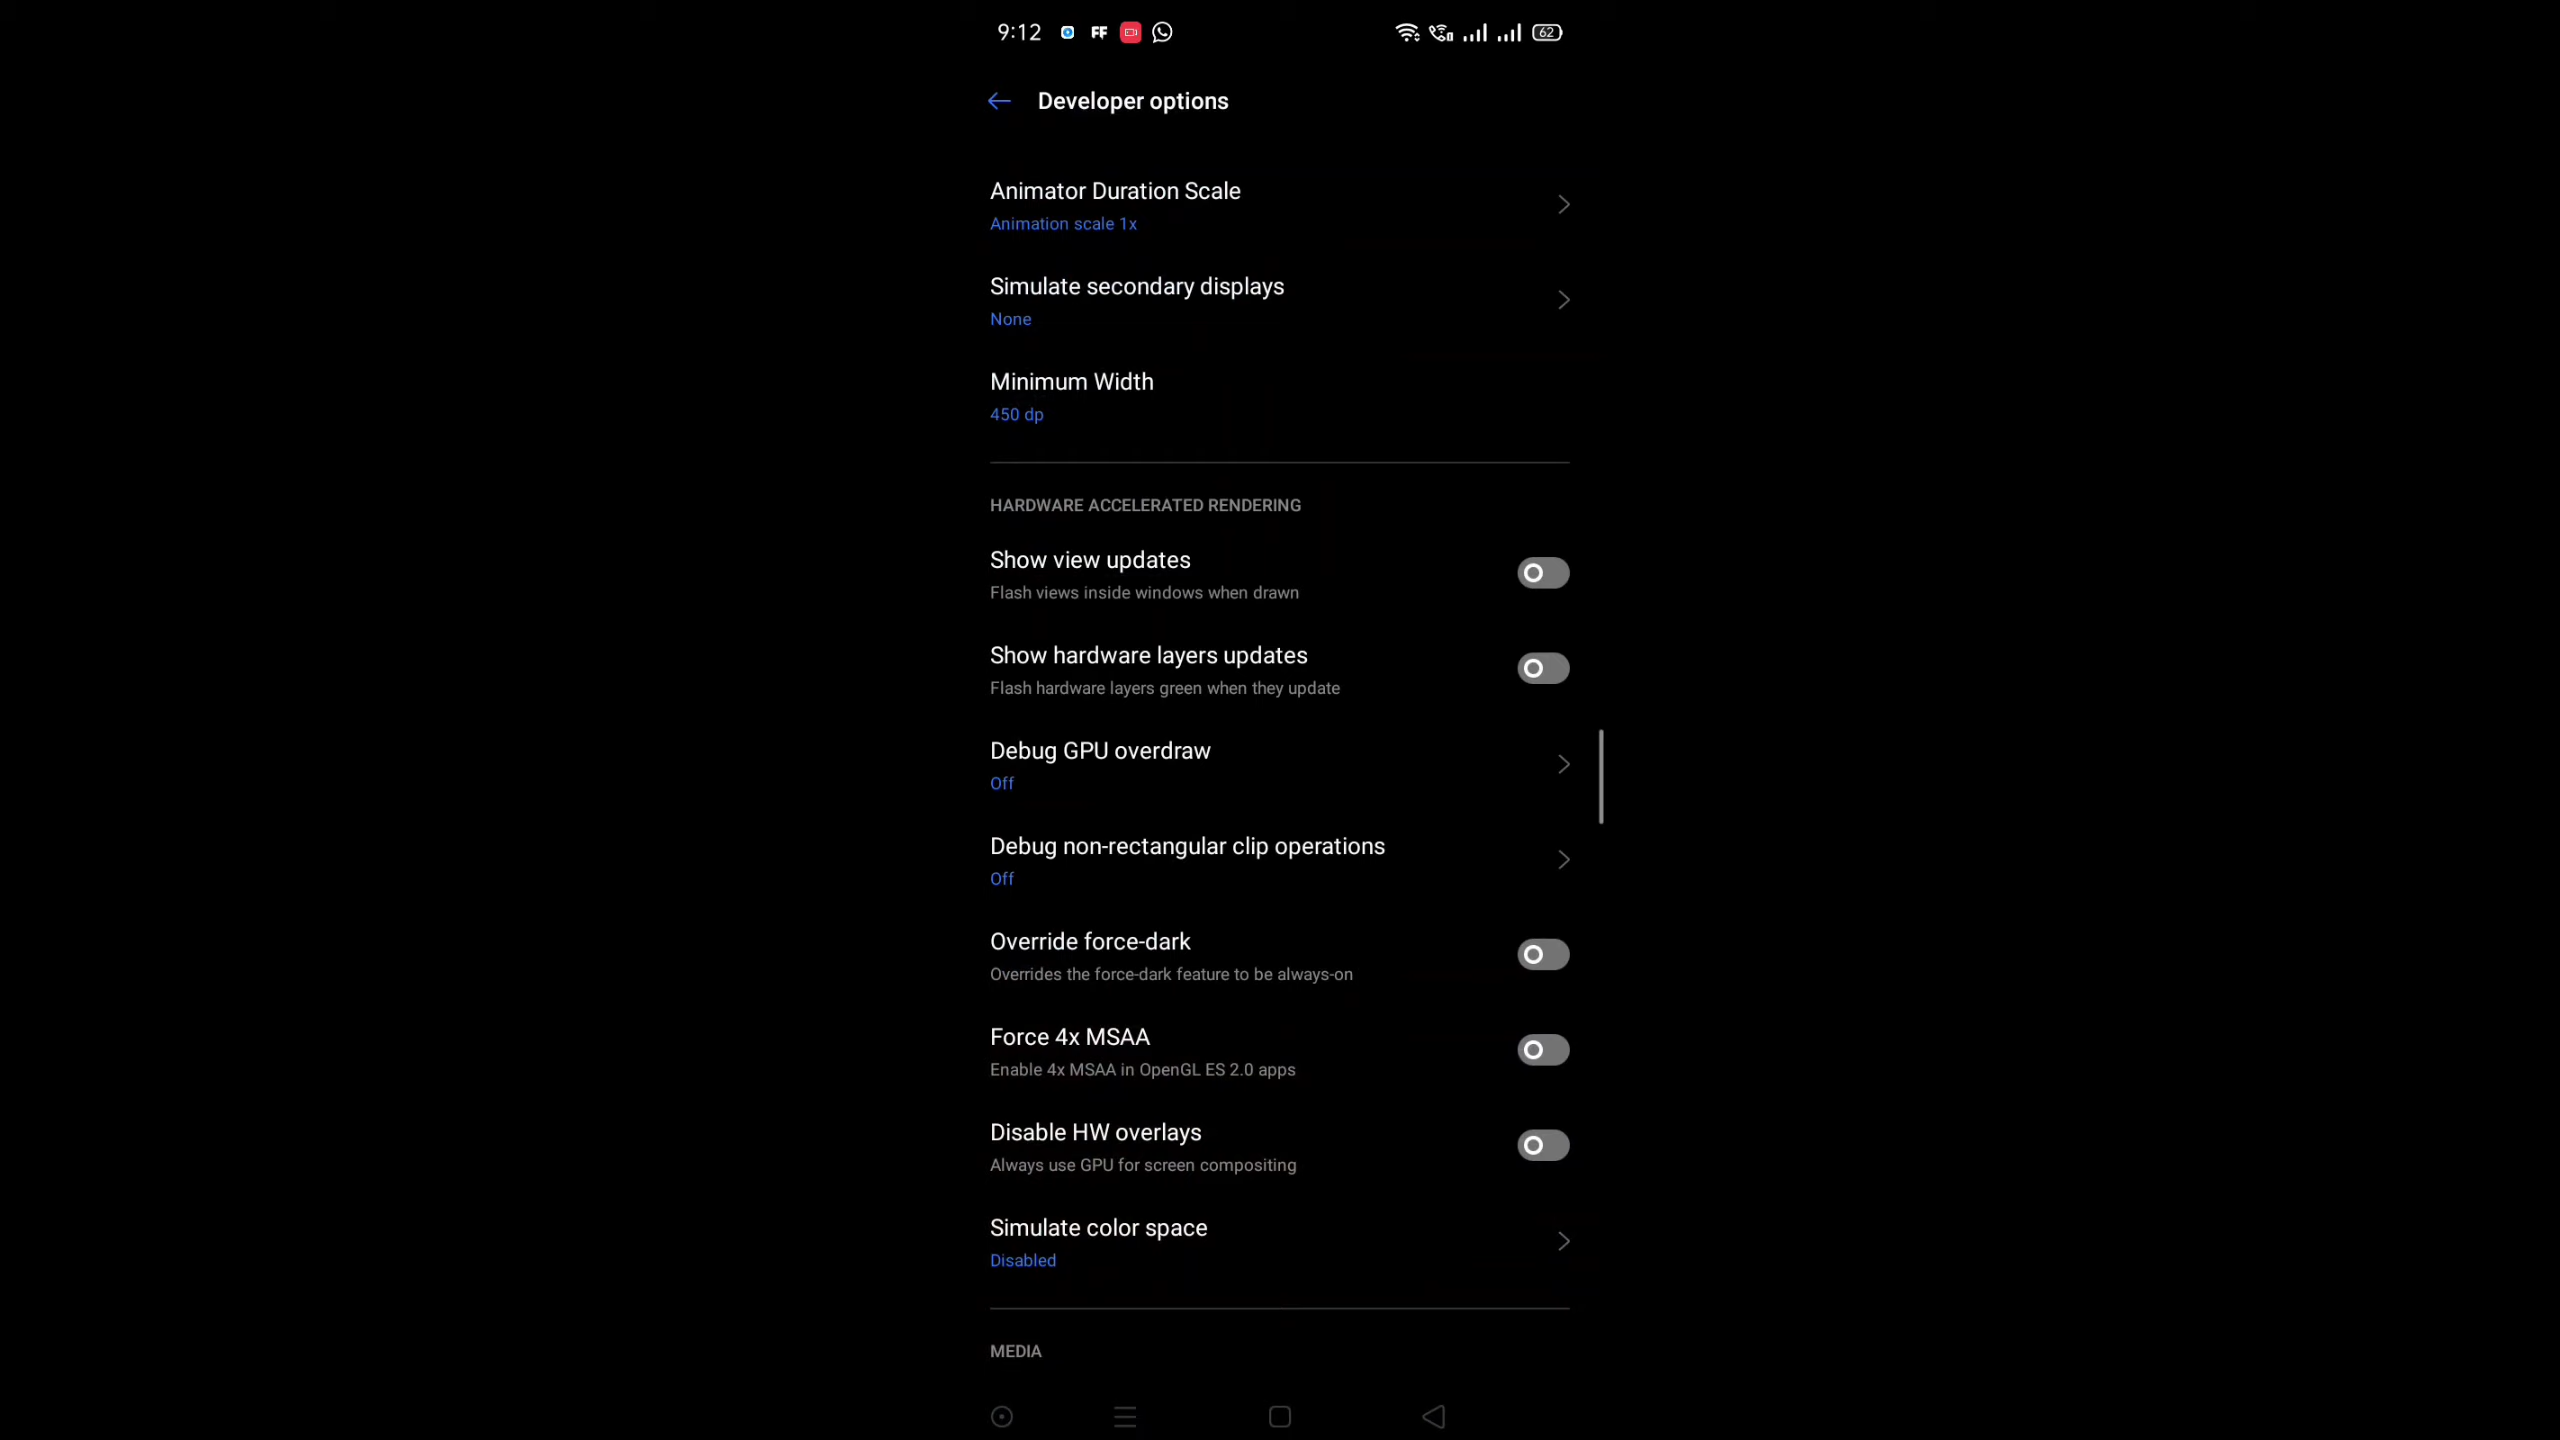 9:12 FF 62
Developer options
Animator Duration Scale
Animation scale 1x
Simulate secondary displays
None
Minimum Width
450 dp
HARDWARE ACCELERATED RENDERING
Show view updates
Flash views inside windows when drawn
Show hardware layers updates
Flash hardware layers green when they update
Debug GPU overdraw
Off
Debug non-rectangular clip operations
Off
Override force-dark
Overrides the force-dark feature to be always-on
Force 4x MSAA
Enable 4x MSAA in OpenGL ES 2.0 apps
Disable HW overlays
Always use GPU for screen compositing
Simulate color space
Disabled
MEDIA